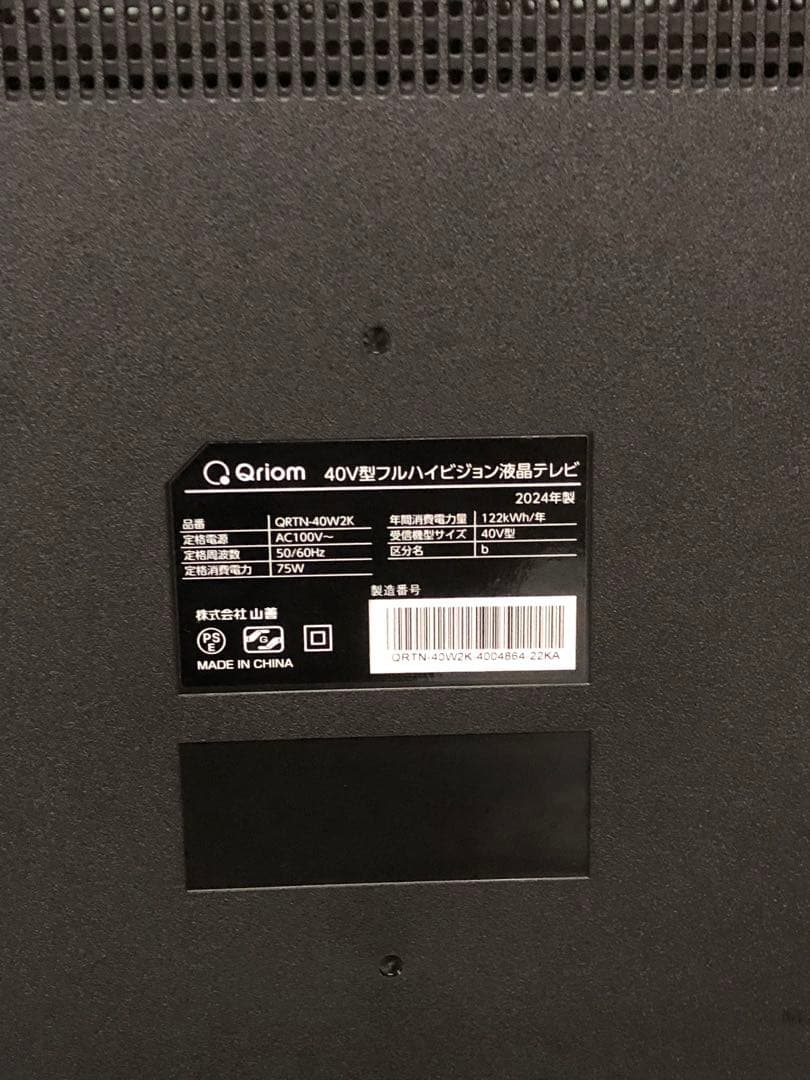 Qriom 40V型フルハイビジョン液晶テレビ
2024年製
品番 QRTN-40W2K
定格電源 AC100V～
定格周波数 50/60Hz
定格消費電力 75W
年間消費電力量 122kWh/年
受信機型サイズ 40V型
区分名 b
製造番号
QRTN-40W2K-4004864-22KA
株式会社 山善
PS E G
MADE IN CHINA